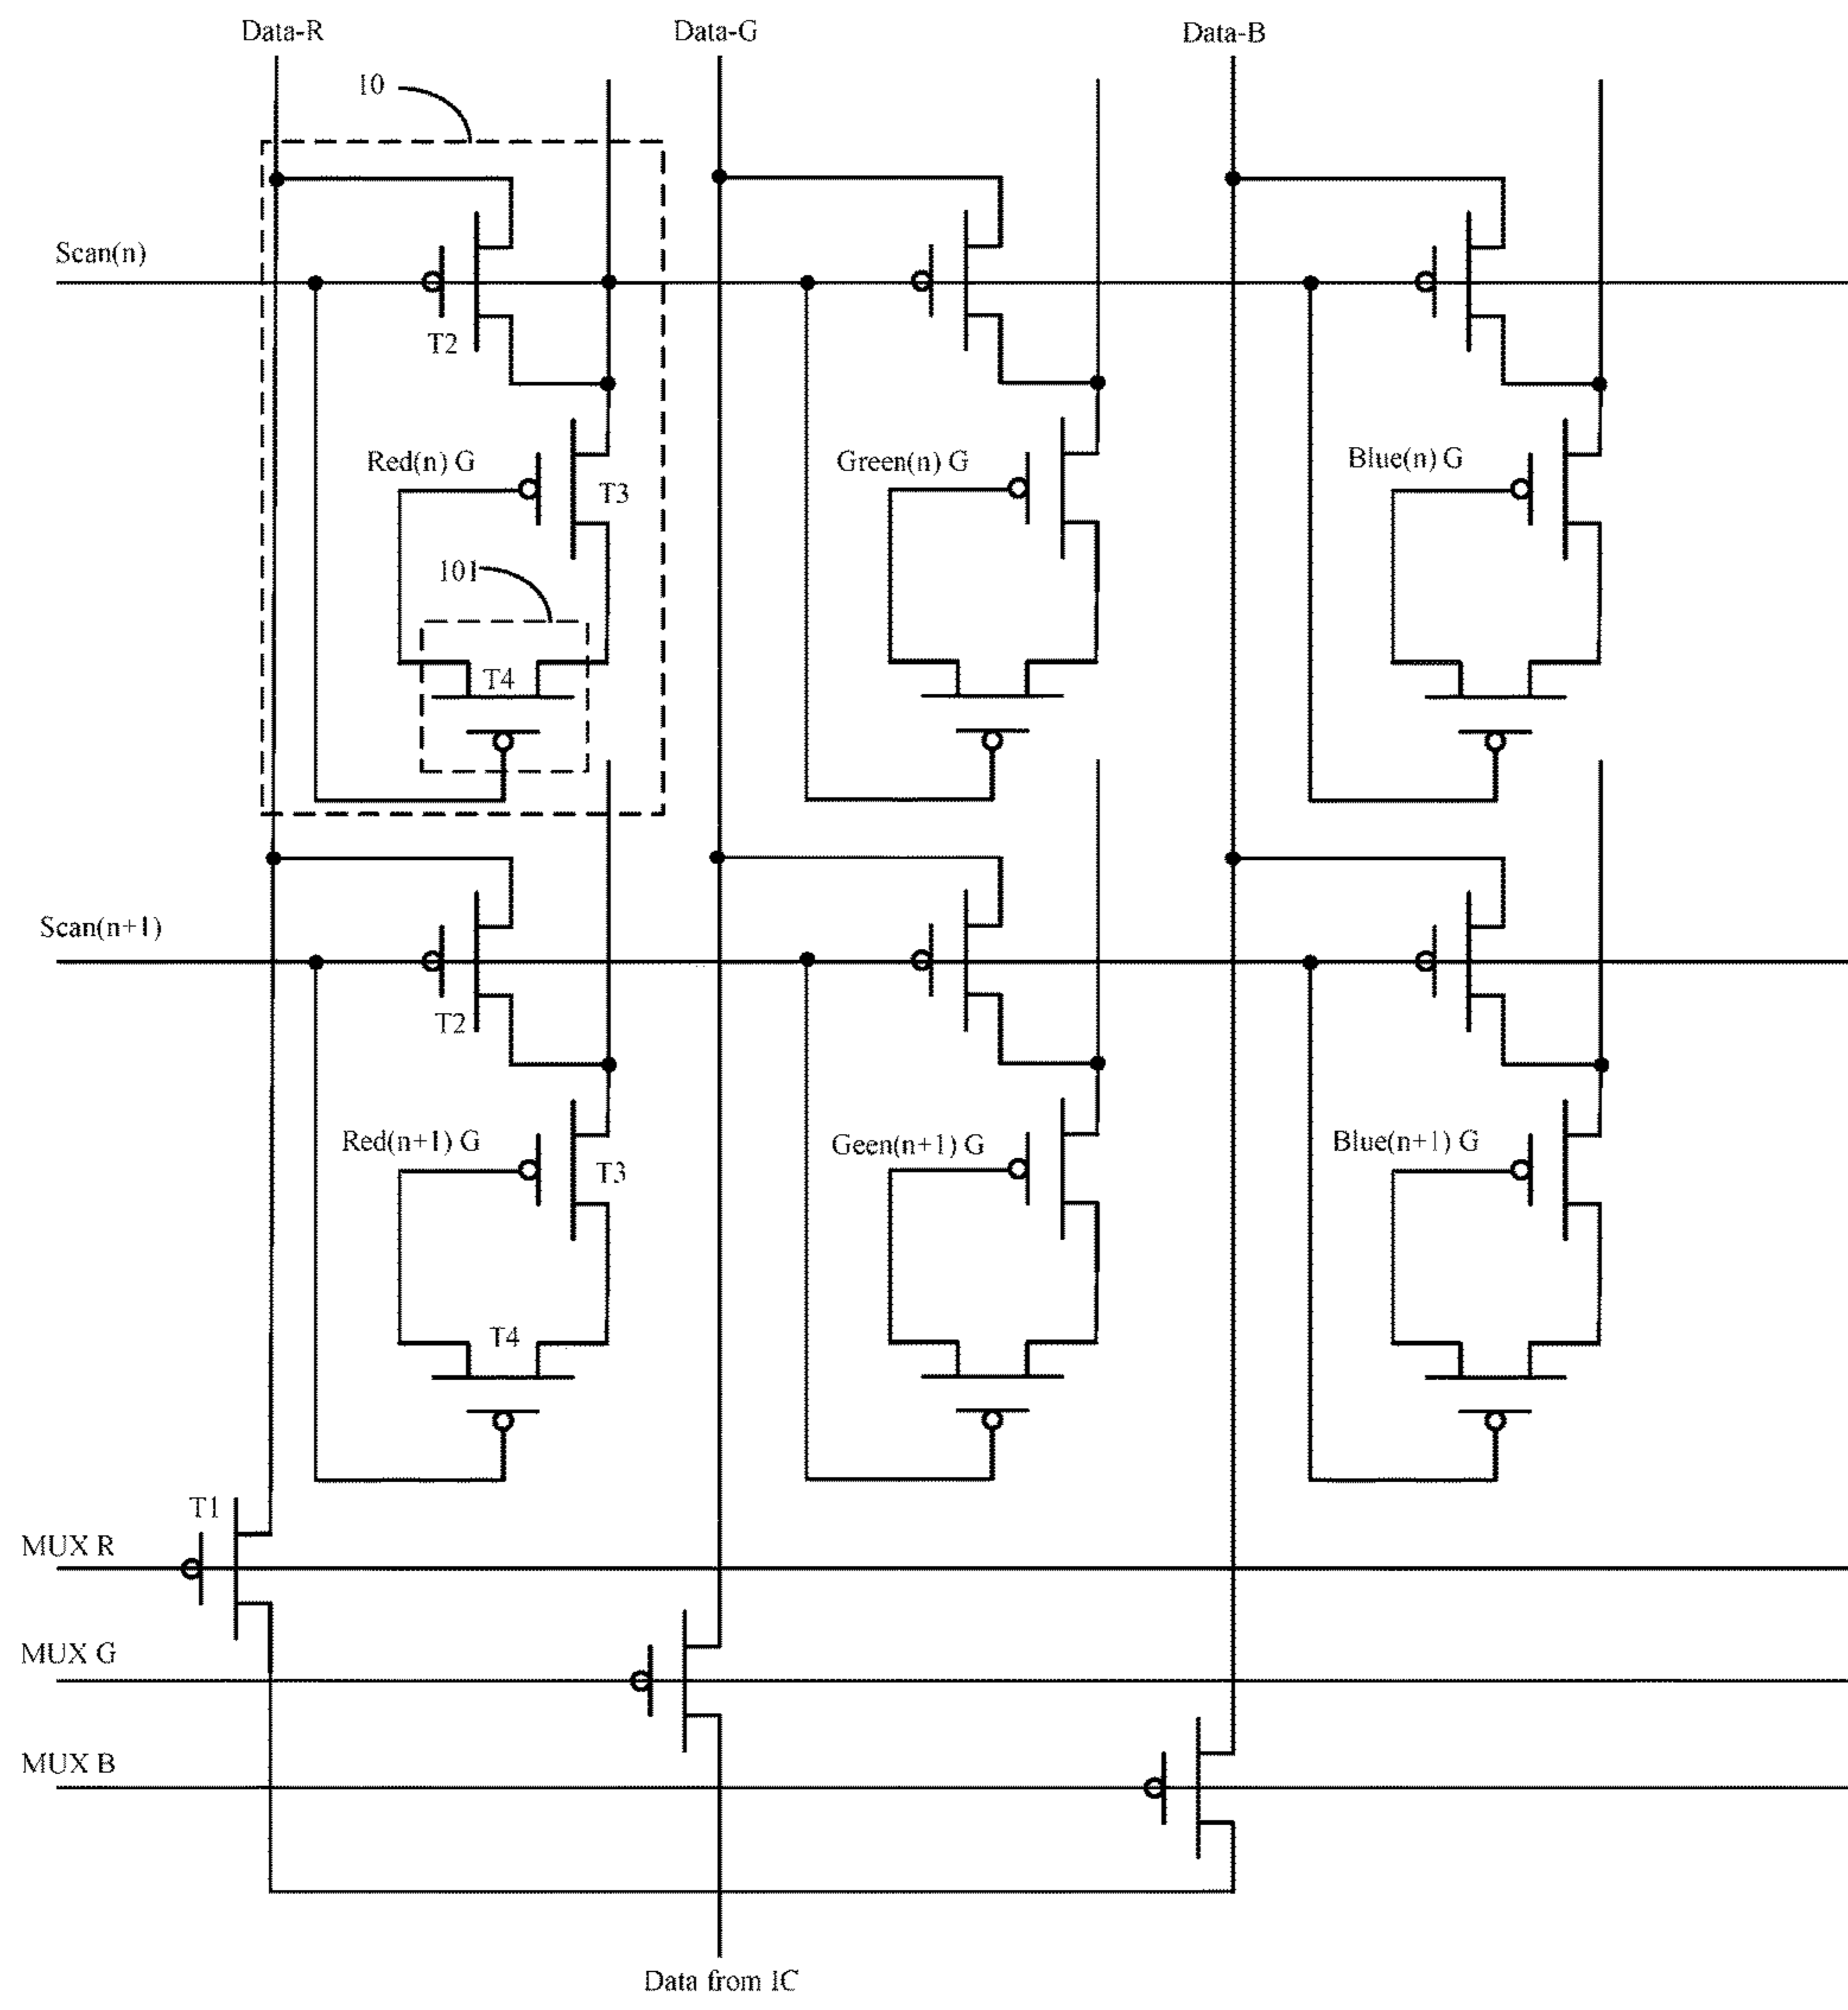 Data-R
Data-G
Data-B
10
Scan(n)
T2
Red(n) G
T3
Green(n) G
Blue(n) G
101
T4
Scan(n+1)
T2
Red(n+1) G
T3
Geen(n+1) G
Blue(n+1) G
T4
T1
MUX R
MUX G
MUX B
Data from IC